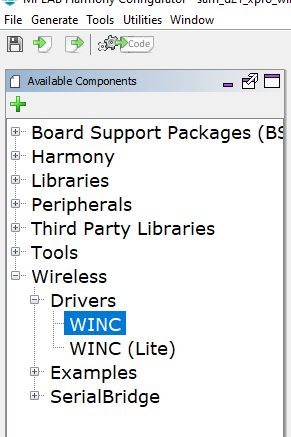 MPLAB Harmony Configurator - sam_d21_xpro_wi
File Generate Tools Utilities Window
Code
Available Components
Board Support Packages (BS
Harmony
Libraries
Peripherals
Third Party Libraries
Tools
Wireless
Drivers
WINC
WINC (Lite)
Examples
SerialBridge